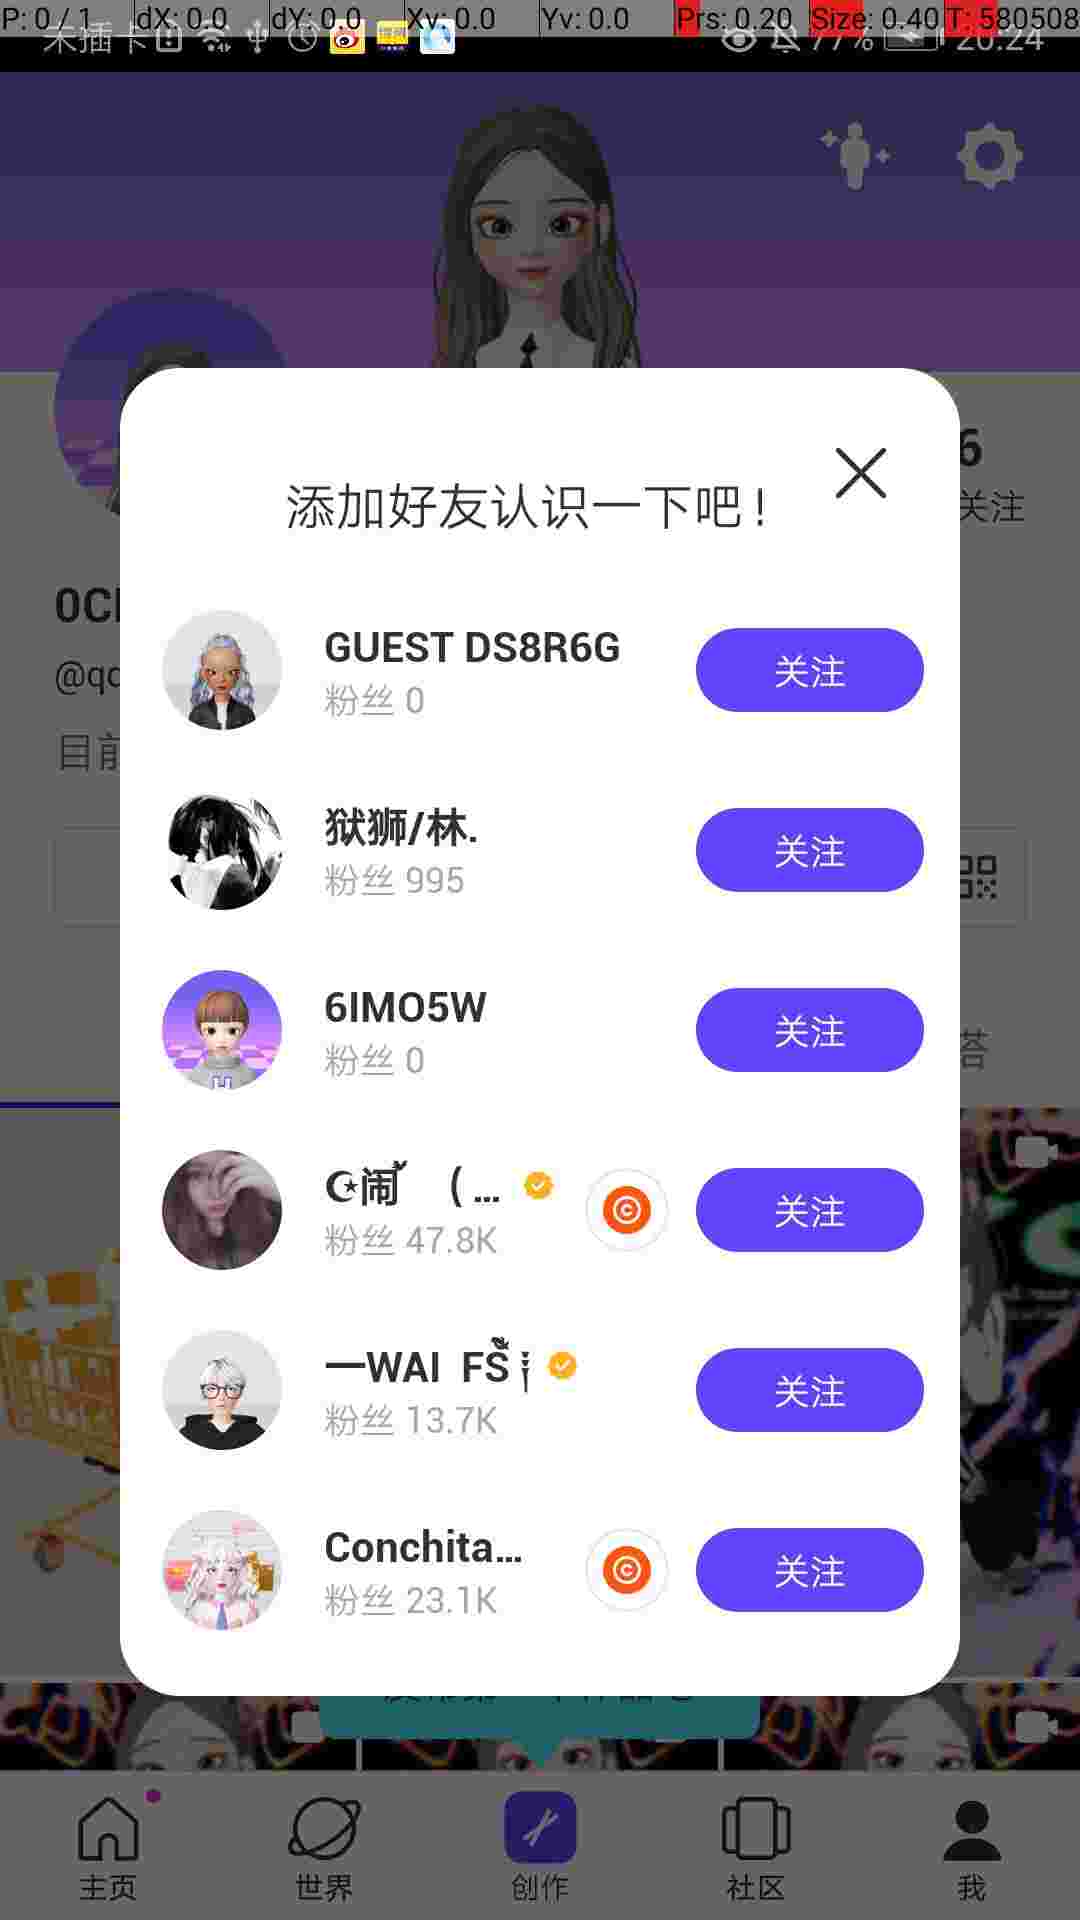 P: 0 / 1 dX: 0.0 dY: 0.0 Xv: 0.0 Yv: 0.0 Prs: 0.20 Size: 0.40 T: 580508
未插卡 77% 20:24
6
关注
添加好友认识一下吧!
0C
@qc
目前
GUEST DS8R6G
粉丝 0
关注
狱狮/林.
粉丝 995
关注
6IMO5W
粉丝 0
关注
答
☪闹 ( ...
粉丝 47.8K
关注
一WAI FS
粉丝 13.7K
关注
Conchita...
粉丝 23.1K
关注
主页 世界 创作 社区 我